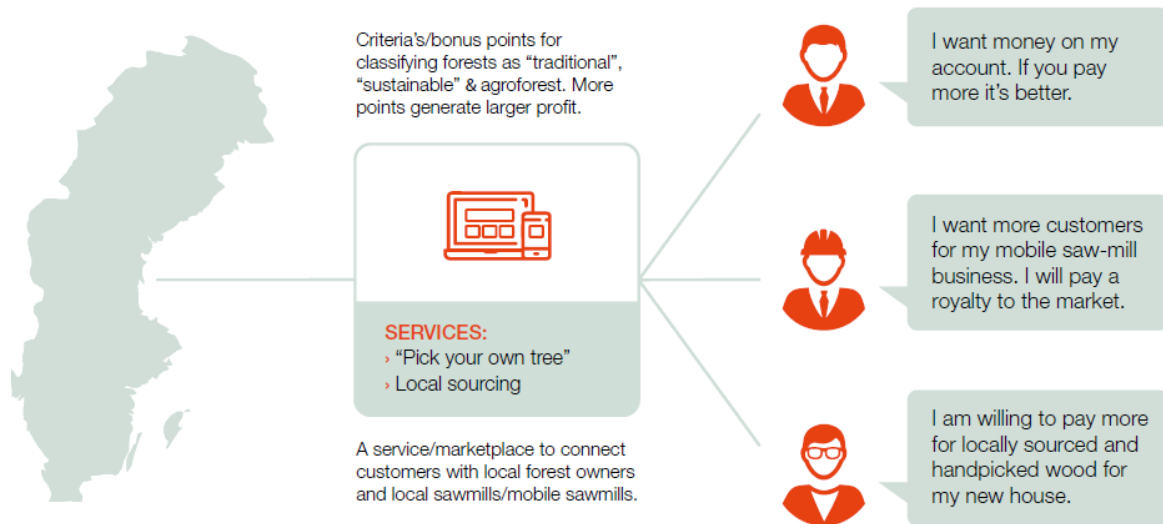 Criteria's/bonus points for
classifying forests as “traditional”,
“sustainable” & agroforest. More
points generate larger profit.
SERVICES:
› “Pick your own tree”
› Local sourcing
A service/marketplace to connect
customers with local forest owners
and local sawmills/mobile sawmills.
I want money on my
account. If you pay
more it's better.
I want more customers
for my mobile saw-mill
business. I will pay a
royalty to the market.
I am willing to pay more
for locally sourced and
handpicked wood for
my new house.